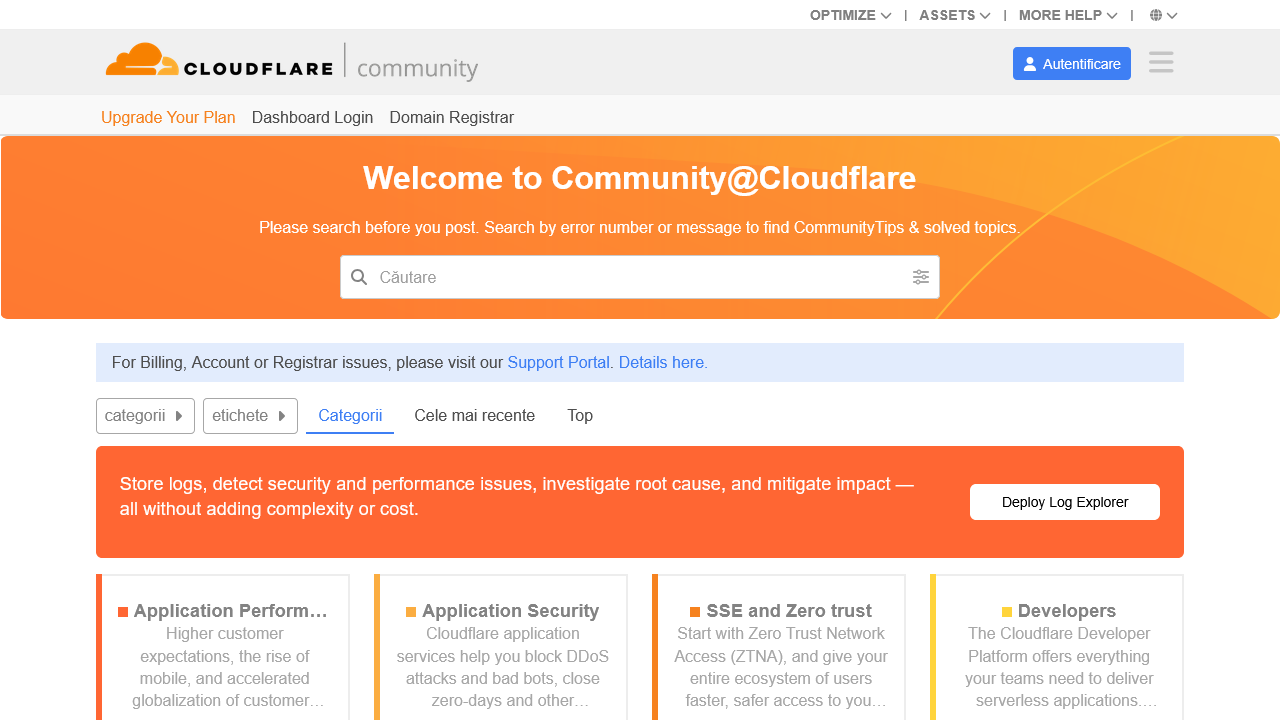 OPTIMIZE | ASSETS | MORE HELP |
CLOUDFLARE | community
Autentificare
Upgrade Your Plan Dashboard Login Domain Registrar
Welcome to Community@Cloudflare
Please search before you post. Search by error number or message to find CommunityTips & solved topics.
Căutare
For Billing, Account or Registrar issues, please visit our Support Portal. Details here.
categorii etichete Categorii Cele mai recente Top
Store logs, detect security and performance issues, investigate root cause, and mitigate impact —
all without adding complexity or cost.
Deploy Log Explorer
Application Perform…
Higher customer
expectations, the rise of
mobile, and accelerated
globalization of customer…
Application Security
Cloudflare application
services help you block DDoS
attacks and bad bots, close
zero-days and other…
SSE and Zero trust
Start with Zero Trust Network
Access (ZTNA), and give your
entire ecosystem of users
faster, safer access to you…
Developers
The Cloudflare Developer
Platform offers everything
your teams need to deliver
serverless applications.…